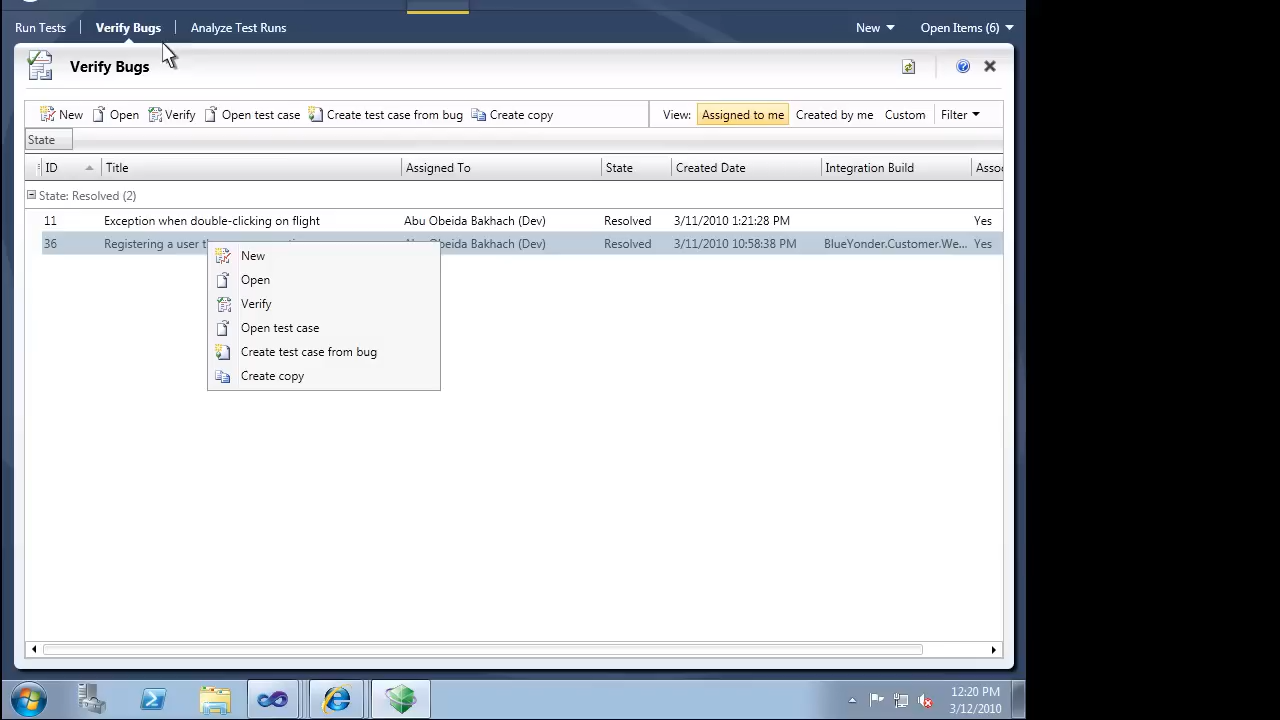 Run Tests Verify Bugs Analyze Test Runs New Open Items (6)
Verify Bugs
New Open Verify Open test case Create test case from bug Create copy View: Assigned to me Created by me Custom Filter
State
ID Title Assigned To State Created Date Integration Build Assoc
State: Resolved (2)
11 Exception when double-clicking on flight Abu Obeida Bakhach (Dev) Resolved 3/11/2010 1:21:28 PM Yes
36 Registering a user Obeida Bakhach (Dev) Resolved 3/11/2010 10:58:38 PM BlueYonder.Customer.We... Yes
New
Open
Verify
Open test case
Create test case from bug
Create copy
12:20 PM
3/12/2010